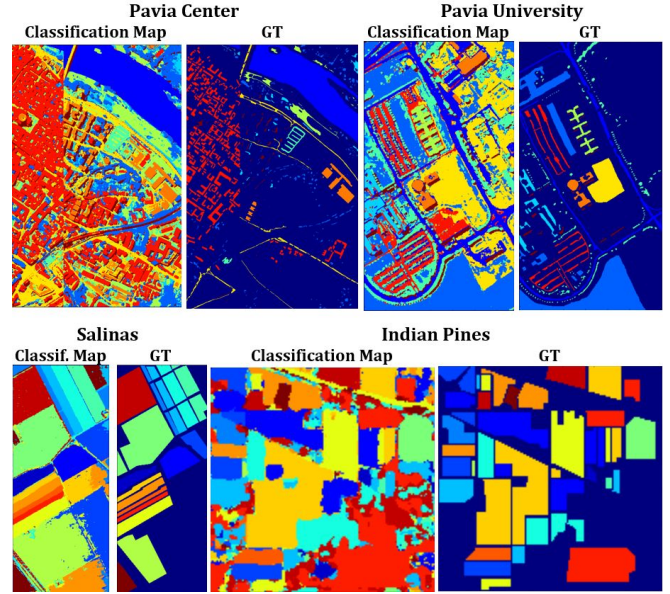 Pavia Center
Pavia University
Classification Map GT
Classification Map GT
Salinas
Indian Pines
Classif. Map GT
Classification Map GT